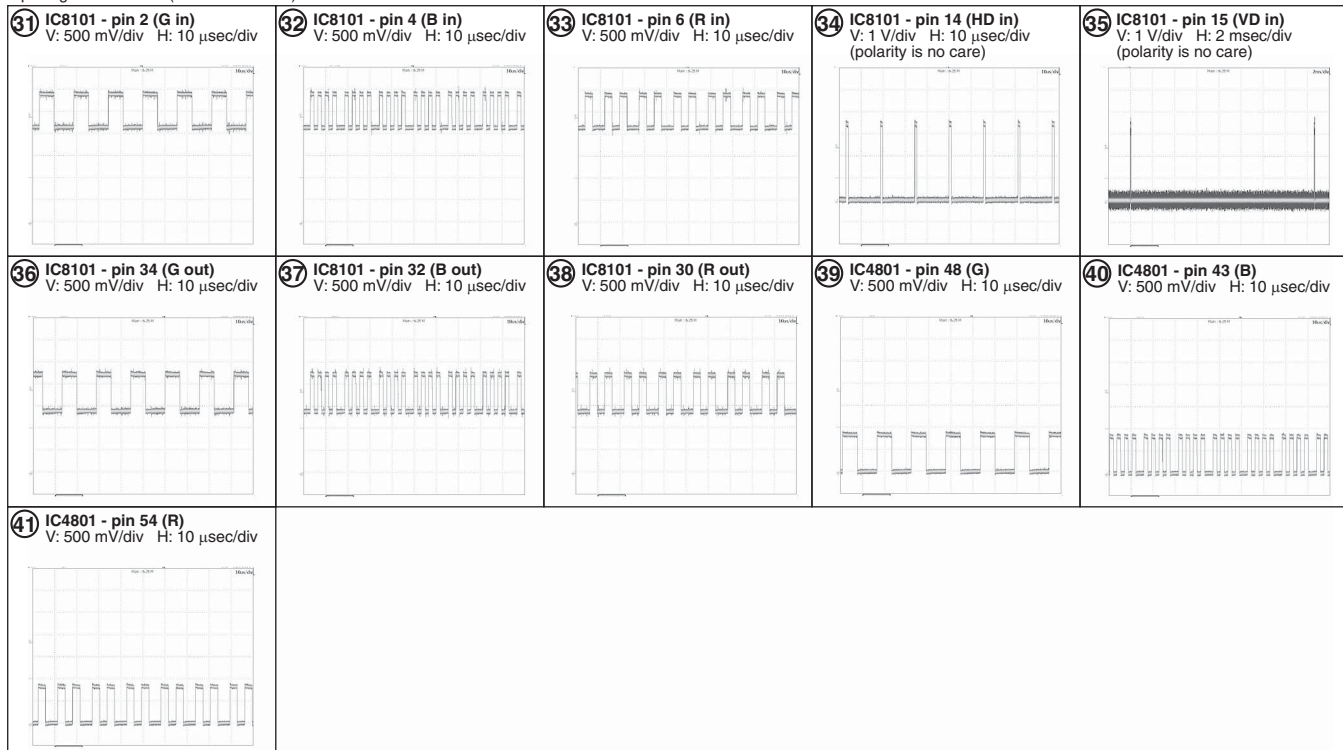 31 IC8101 - pin 2 (G in)
V: 500 mV/div H: 10 µsec/div
32 IC8101 - pin 4 (B in)
V: 500 mV/div H: 10 µsec/div
33 IC8101 - pin 6 (R in)
V: 500 mV/div H: 10 µsec/div
34 IC8101 - pin 14 (HD in)
V: 1 V/div H: 10 µsec/div
(polarity is no care)
35 IC8101 - pin 15 (VD in)
V: 1 V/div H: 2 msec/div
(polarity is no care)
36 IC8101 - pin 34 (G out)
V: 500 mV/div H: 10 µsec/div
37 IC8101 - pin 32 (B out)
V: 500 mV/div H: 10 µsec/div
38 IC8101 - pin 30 (R out)
V: 500 mV/div H: 10 µsec/div
39 IC4801 - pin 48 (G)
V: 500 mV/div H: 10 µsec/div
40 IC4801 - pin 43 (B)
V: 500 mV/div H: 10 µsec/div
41 IC4801 - pin 54 (R)
V: 500 mV/div H: 10 µsec/div